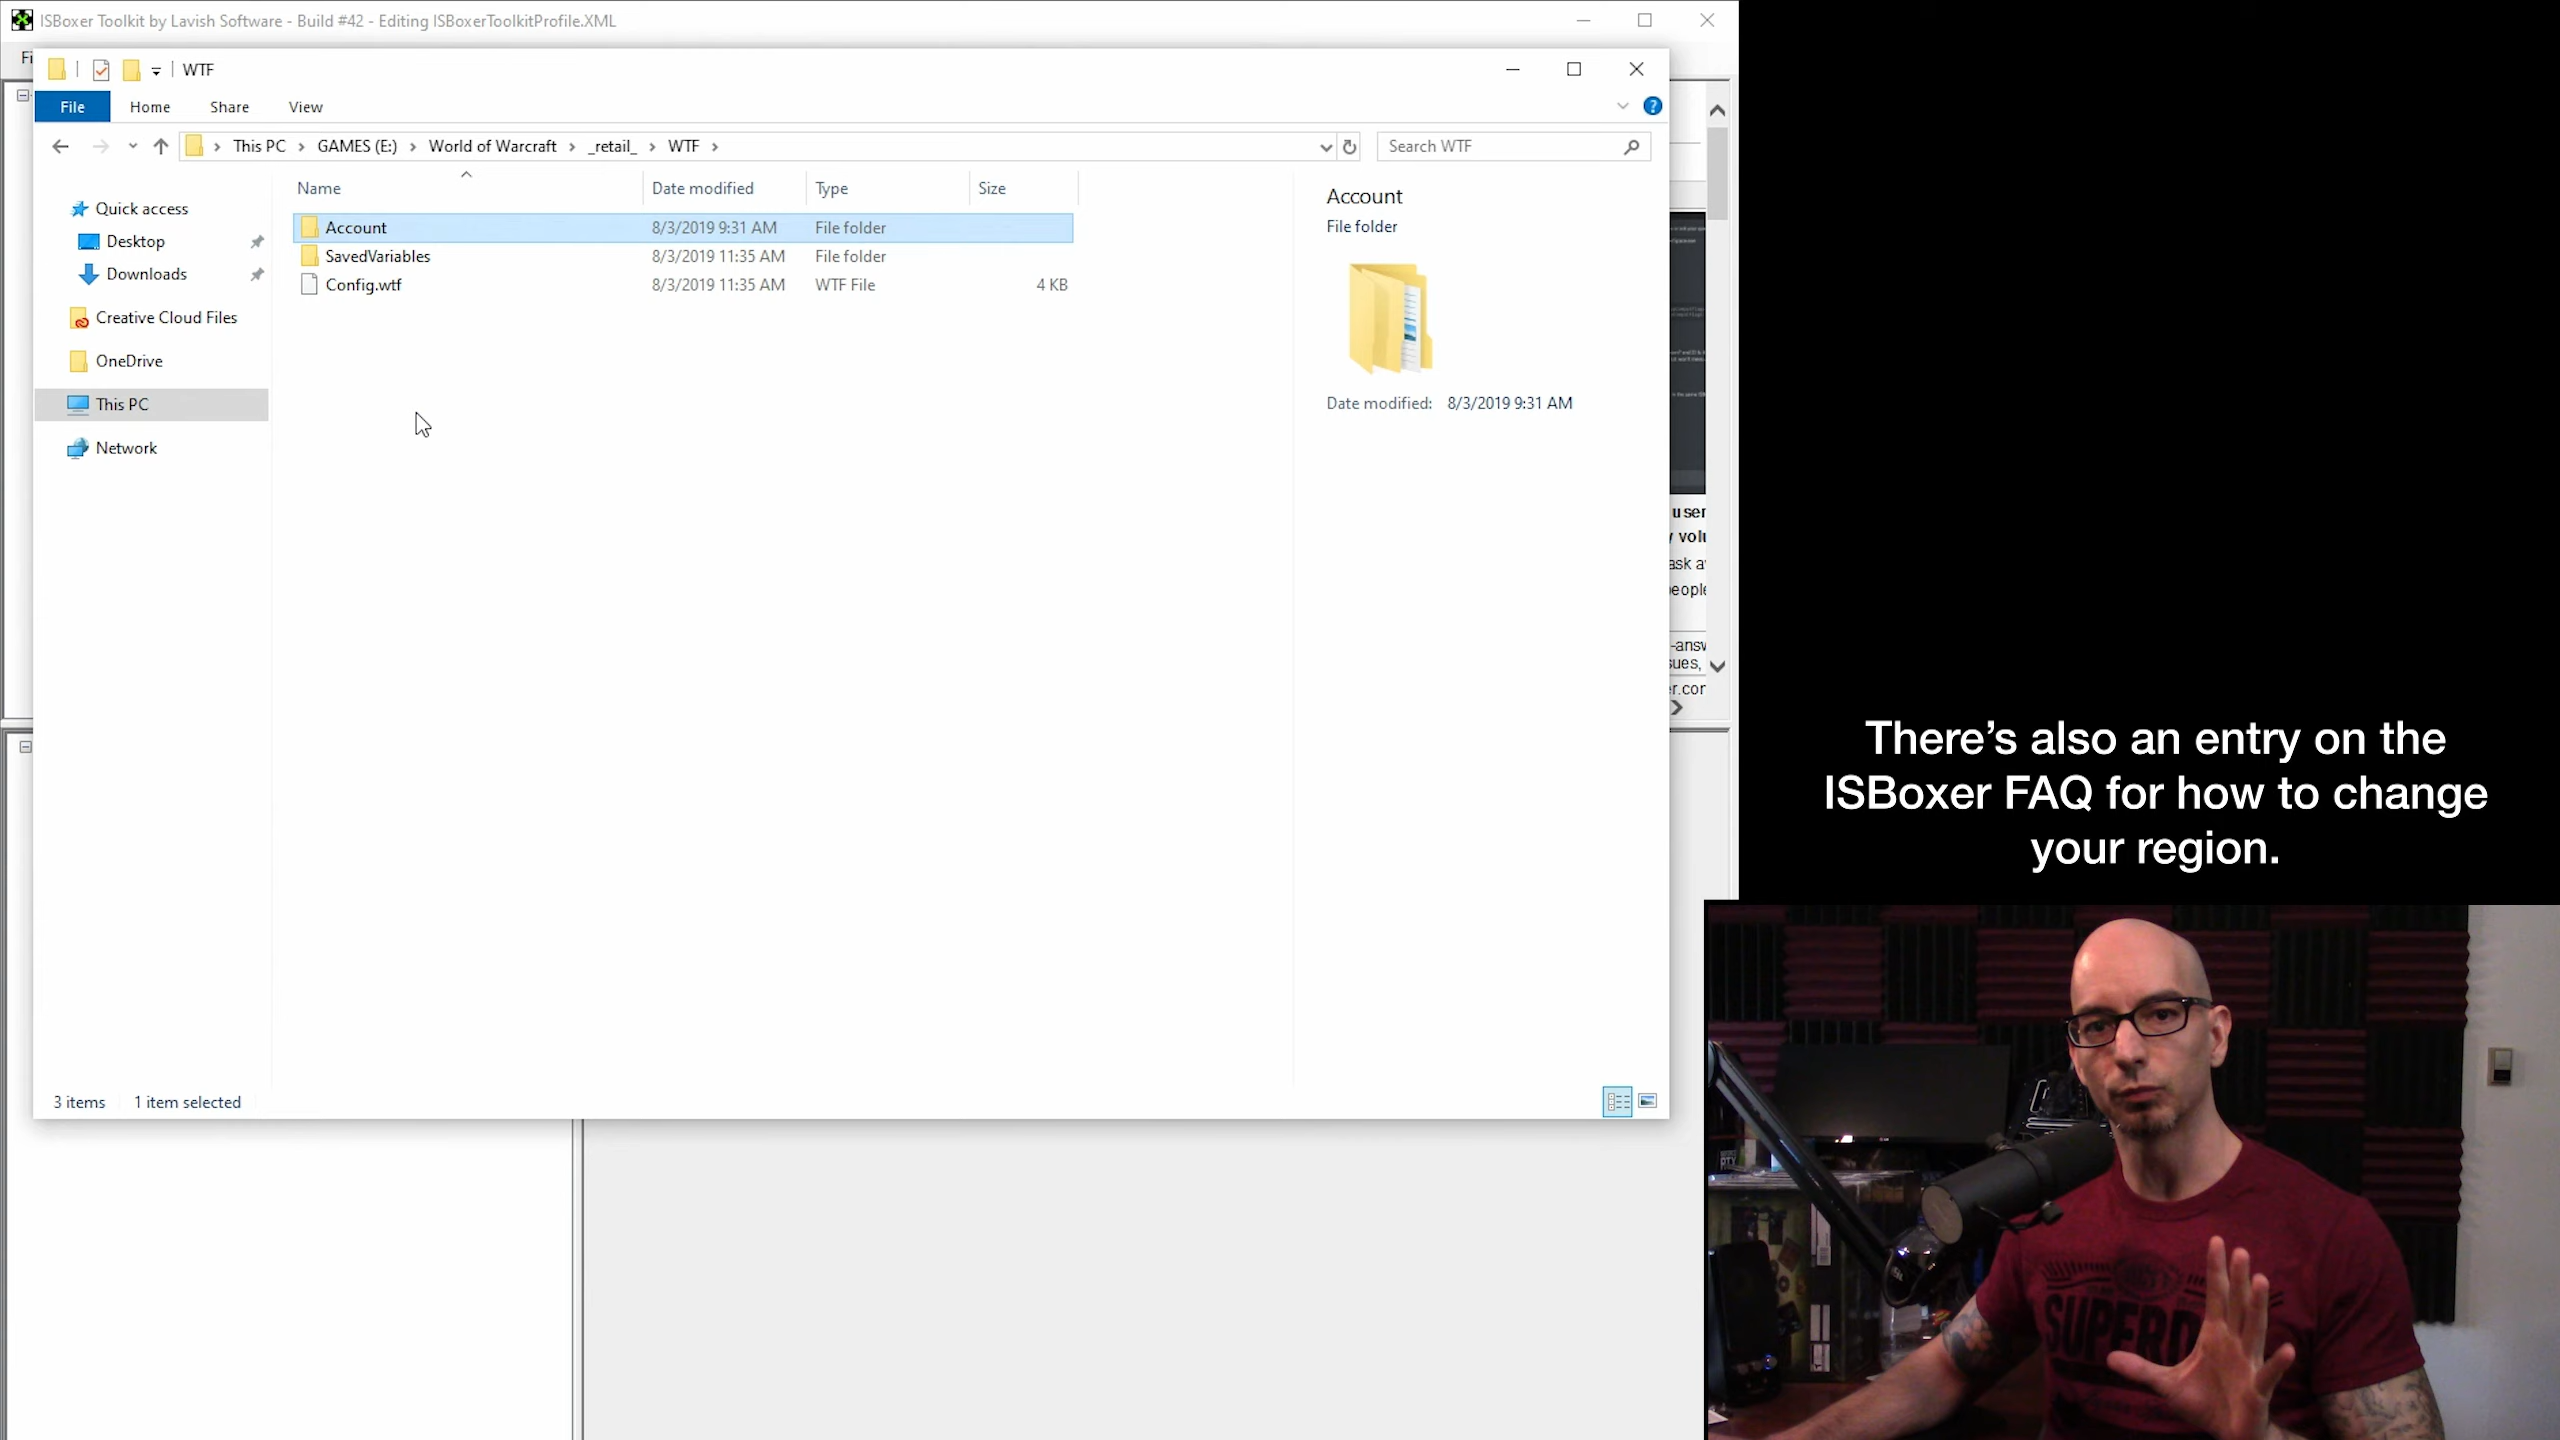 ISBoxer Toolkit by Lavish Software - Build #42 - Editing ISBoxerToolkitProfile.XML
WTF
File Home Share View
This PC > GAMES (E:) > World of Warcraft > _retail_ > WTF >
Search WTF
Quick access
Desktop
Downloads
Creative Cloud Files
OneDrive
This PC
Network
Name Date modified Type Size
Account 8/3/2019 9:31 AM File folder
SavedVariables 8/3/2019 11:35 AM File folder
Config.wtf 8/3/2019 11:35 AM WTF File 4 KB
Account
File folder
Date modified: 8/3/2019 9:31 AM
3 items 1 item selected
There’s also an entry on the
ISBoxer FAQ for how to change
your region.